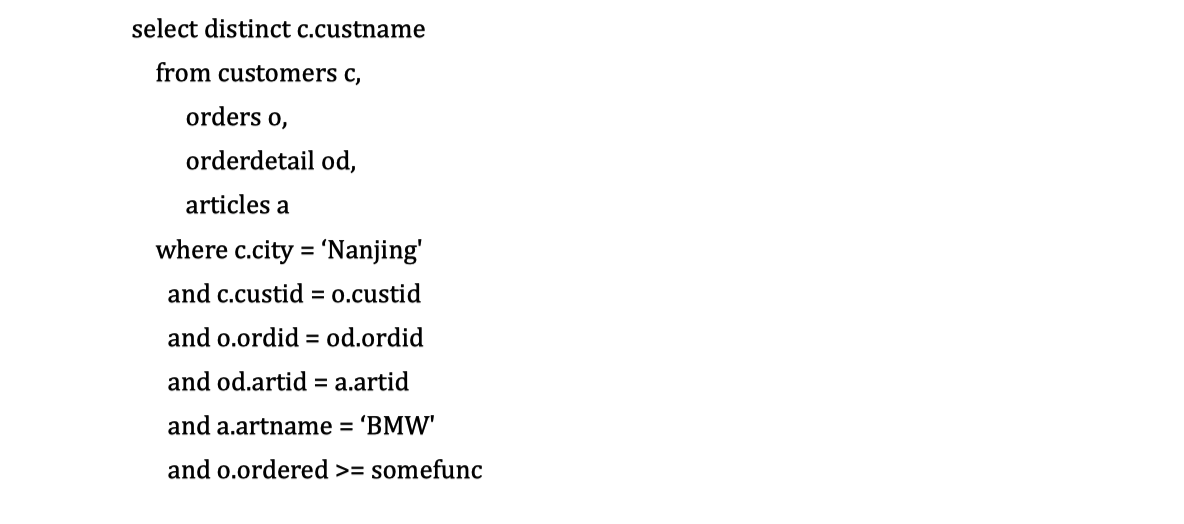 select distinct c.custname
from customers c,
orders o,
orderdetail od,
articles a
where c.city = ‘Nanjing'
and c.custid = o.custid
and o.ordid = od.ordid
and od.artid = a.artid
and a.artname = ‘BMW'
and o.ordered >= somefunc